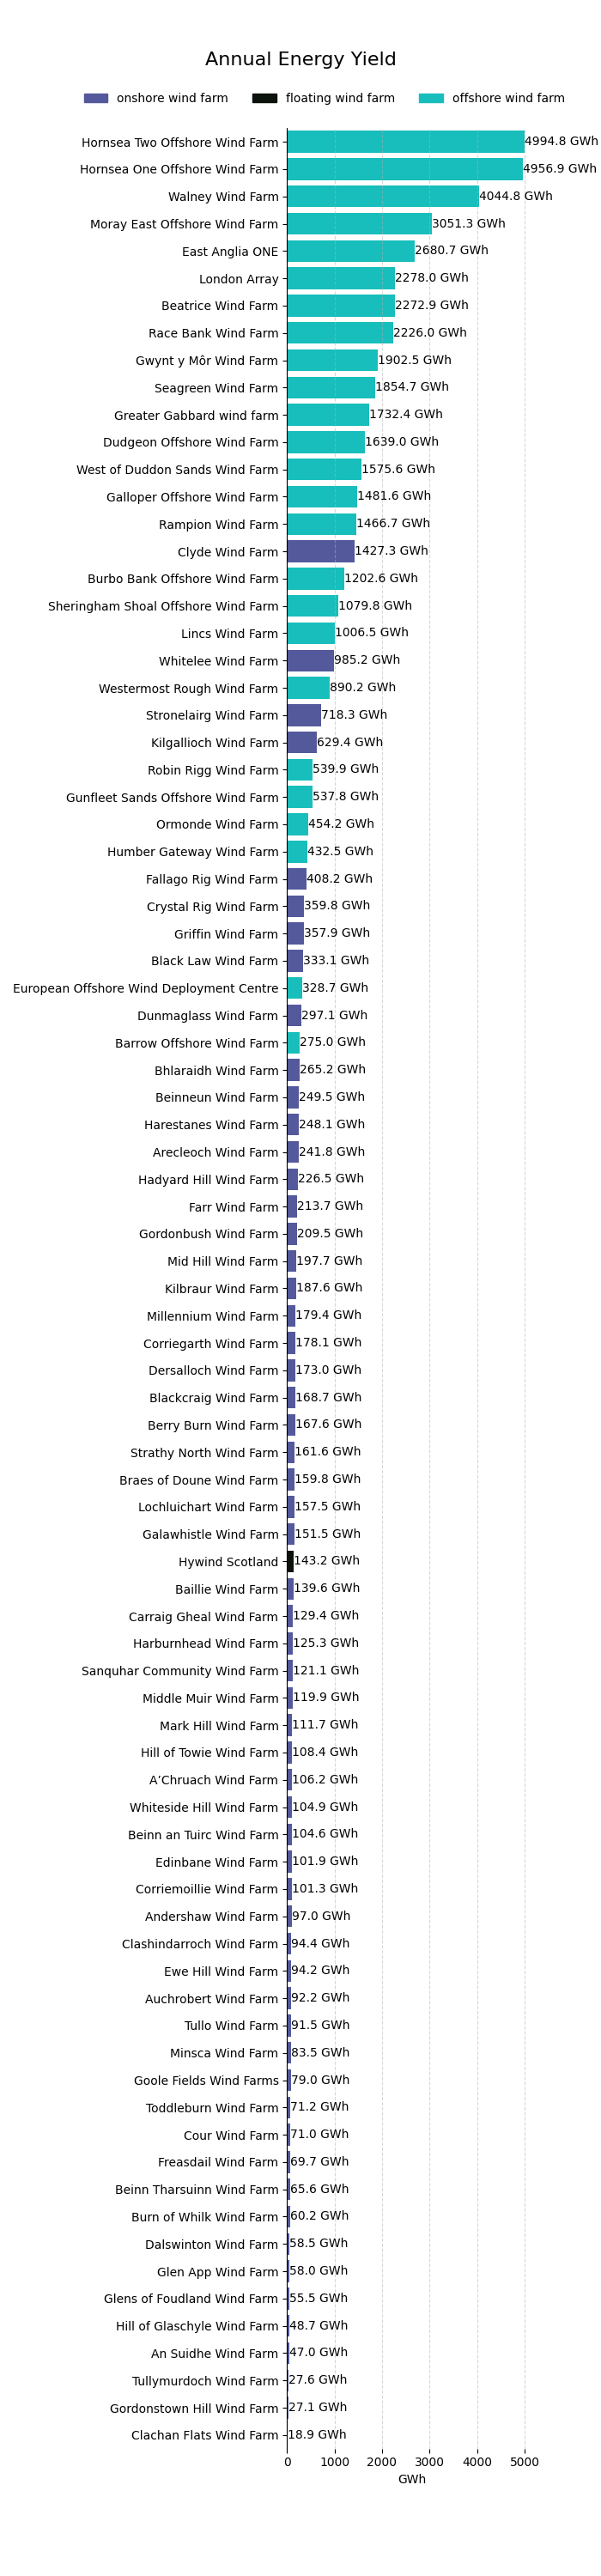 Annual Energy Yield
onshore wind farm floating wind farm offshore wind farm
Hornsea Two Offshore Wind Farm 4994.8 GWh
Hornsea One Offshore Wind Farm 4956.9 GWh
Walney Wind Farm 4044.8 GWh
Moray East Offshore Wind Farm 3051.3 GWh
East Anglia ONE 2680.7 GWh
London Array 2278.0 GWh
Beatrice Wind Farm 2272.9 GWh
Race Bank Wind Farm 2226.0 GWh
Gwynt y Môr Wind Farm 1902.5 GWh
Seagreen Wind Farm 1854.7 GWh
Greater Gabbard wind farm 1732.4 GWh
Dudgeon Offshore Wind Farm 1639.0 GWh
West of Duddon Sands Wind Farm 1575.6 GWh
Galloper Offshore Wind Farm 1481.6 GWh
Rampion Wind Farm 1466.7 GWh
Clyde Wind Farm 1427.3 GWh
Burbo Bank Offshore Wind Farm 1202.6 GWh
Sheringham Shoal Offshore Wind Farm 1079.8 GWh
Lincs Wind Farm 1006.5 GWh
Whitelee Wind Farm 985.2 GWh
Westermost Rough Wind Farm 890.2 GWh
Stronelairg Wind Farm 718.3 GWh
Kilgallioch Wind Farm 629.4 GWh
Robin Rigg Wind Farm 539.9 GWh
Gunfleet Sands Offshore Wind Farm 537.8 GWh
Ormonde Wind Farm 454.2 GWh
Humber Gateway Wind Farm 432.5 GWh
Fallago Rig Wind Farm 408.2 GWh
Crystal Rig Wind Farm 359.8 GWh
Griffin Wind Farm 357.9 GWh
Black Law Wind Farm 333.1 GWh
European Offshore Wind Deployment Centre 328.7 GWh
Dunmaglass Wind Farm 297.1 GWh
Barrow Offshore Wind Farm 275.0 GWh
Bhlaraidh Wind Farm 265.2 GWh
Beinneun Wind Farm 249.5 GWh
Harestanes Wind Farm 248.1 GWh
Arecleoch Wind Farm 241.8 GWh
Hadyard Hill Wind Farm 226.5 GWh
Farr Wind Farm 213.7 GWh
Gordonbush Wind Farm 209.5 GWh
Mid Hill Wind Farm 197.7 GWh
Kilbraur Wind Farm 187.6 GWh
Millennium Wind Farm 179.4 GWh
Corriegarth Wind Farm 178.1 GWh
Dersalloch Wind Farm 173.0 GWh
Blackcraig Wind Farm 168.7 GWh
Berry Burn Wind Farm 167.6 GWh
Strathy North Wind Farm 161.6 GWh
Braes of Doune Wind Farm 159.8 GWh
Lochluichart Wind Farm 157.5 GWh
Galawhistle Wind Farm 151.5 GWh
Hywind Scotland 143.2 GWh
Baillie Wind Farm 139.6 GWh
Carraig Gheal Wind Farm 129.4 GWh
Harburnhead Wind Farm 125.3 GWh
Sanquhar Community Wind Farm 121.1 GWh
Middle Muir Wind Farm 119.9 GWh
Mark Hill Wind Farm 111.7 GWh
Hill of Towie Wind Farm 108.4 GWh
A’Chruach Wind Farm 106.2 GWh
Whiteside Hill Wind Farm 104.9 GWh
Beinn an Tuirc Wind Farm 104.6 GWh
Edinbane Wind Farm 101.9 GWh
Corriemoillie Wind Farm 101.3 GWh
Andershaw Wind Farm 97.0 GWh
Clashindarroch Wind Farm 94.4 GWh
Ewe Hill Wind Farm 94.2 GWh
Auchrobert Wind Farm 92.2 GWh
Tullo Wind Farm 91.5 GWh
Minsca Wind Farm 83.5 GWh
Goole Fields Wind Farms 79.0 GWh
Toddleburn Wind Farm 71.2 GWh
Cour Wind Farm 71.0 GWh
Freasdail Wind Farm 69.7 GWh
Beinn Tharsuinn Wind Farm 65.6 GWh
Burn of Whilk Wind Farm 60.2 GWh
Dalswinton Wind Farm 58.5 GWh
Glen App Wind Farm 58.0 GWh
Glens of Foudland Wind Farm 55.5 GWh
Hill of Glaschyle Wind Farm 48.7 GWh
An Suidhe Wind Farm 47.0 GWh
Tullymurdoch Wind Farm 27.6 GWh
Gordonstown Hill Wind Farm 27.1 GWh
Clachan Flats Wind Farm 18.9 GWh
0 1000 2000 3000 4000 5000
GWh